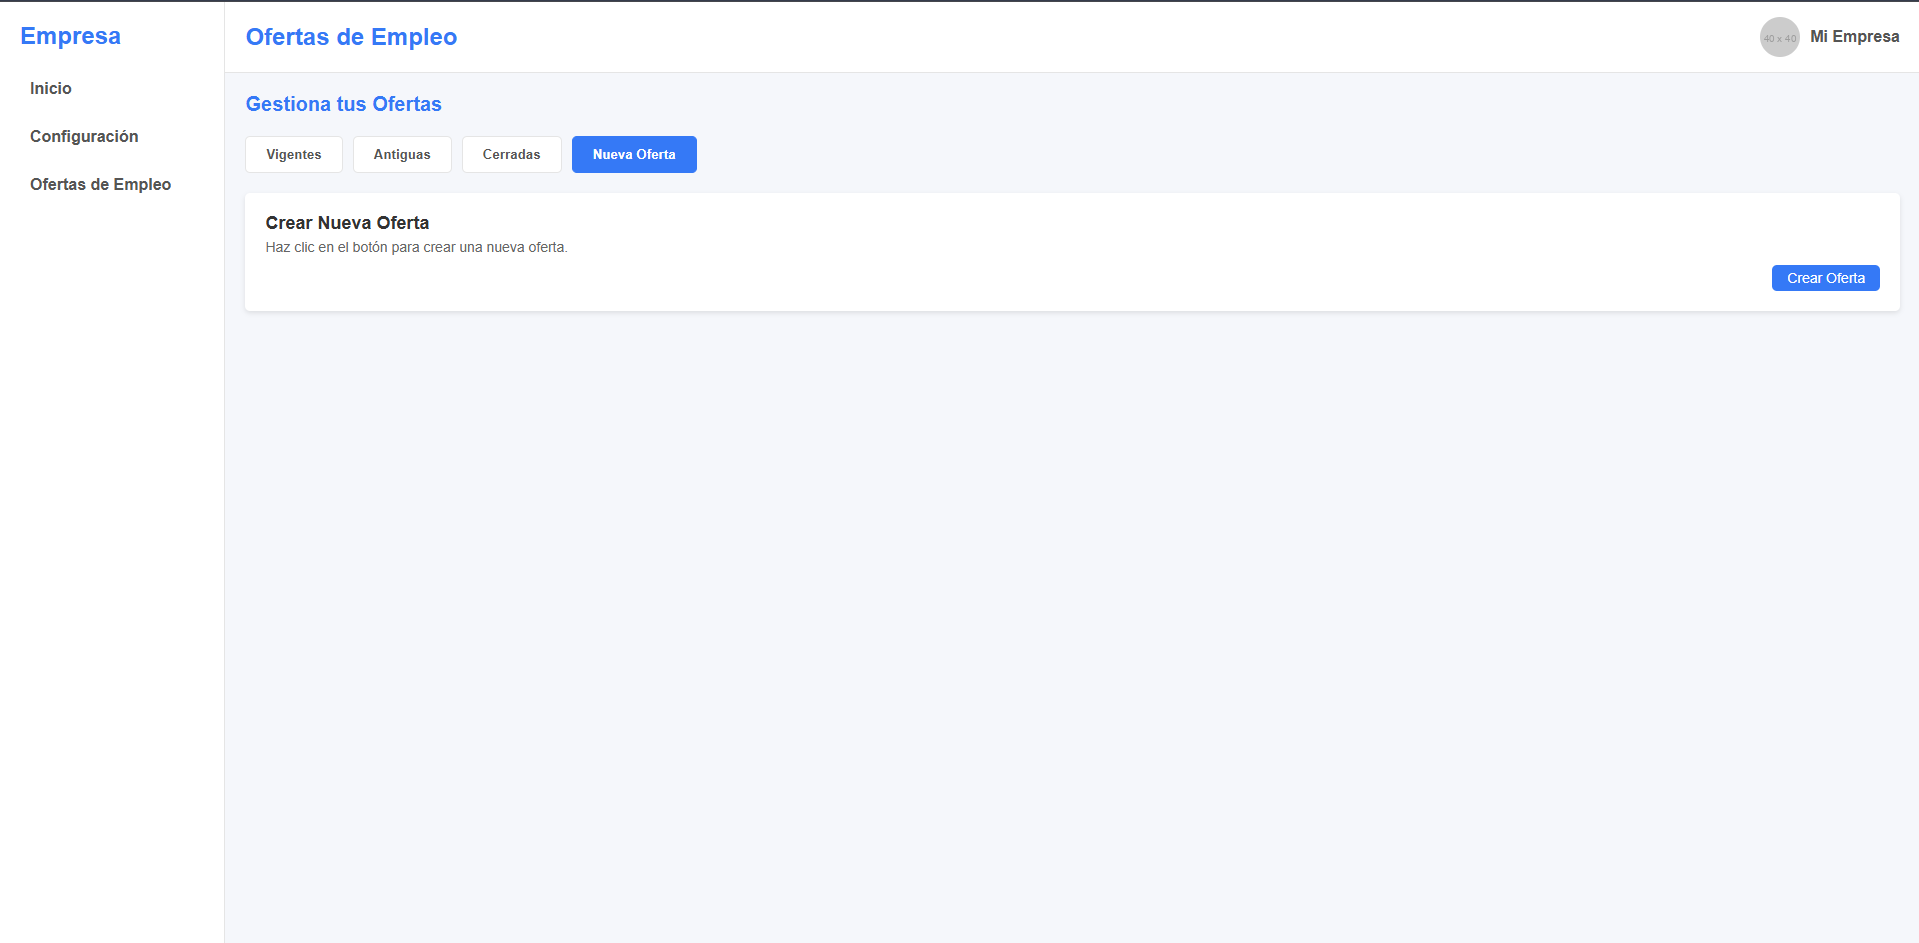 Empresa
Inicio
Configuración
Ofertas de Empleo
Ofertas de Empleo
40 x 40
Mi Empresa
Gestiona tus Ofertas
Vigentes
Antiguas
Cerradas
Nueva Oferta
Crear Nueva Oferta
Haz clic en el botón para crear una nueva oferta.
Crear Oferta